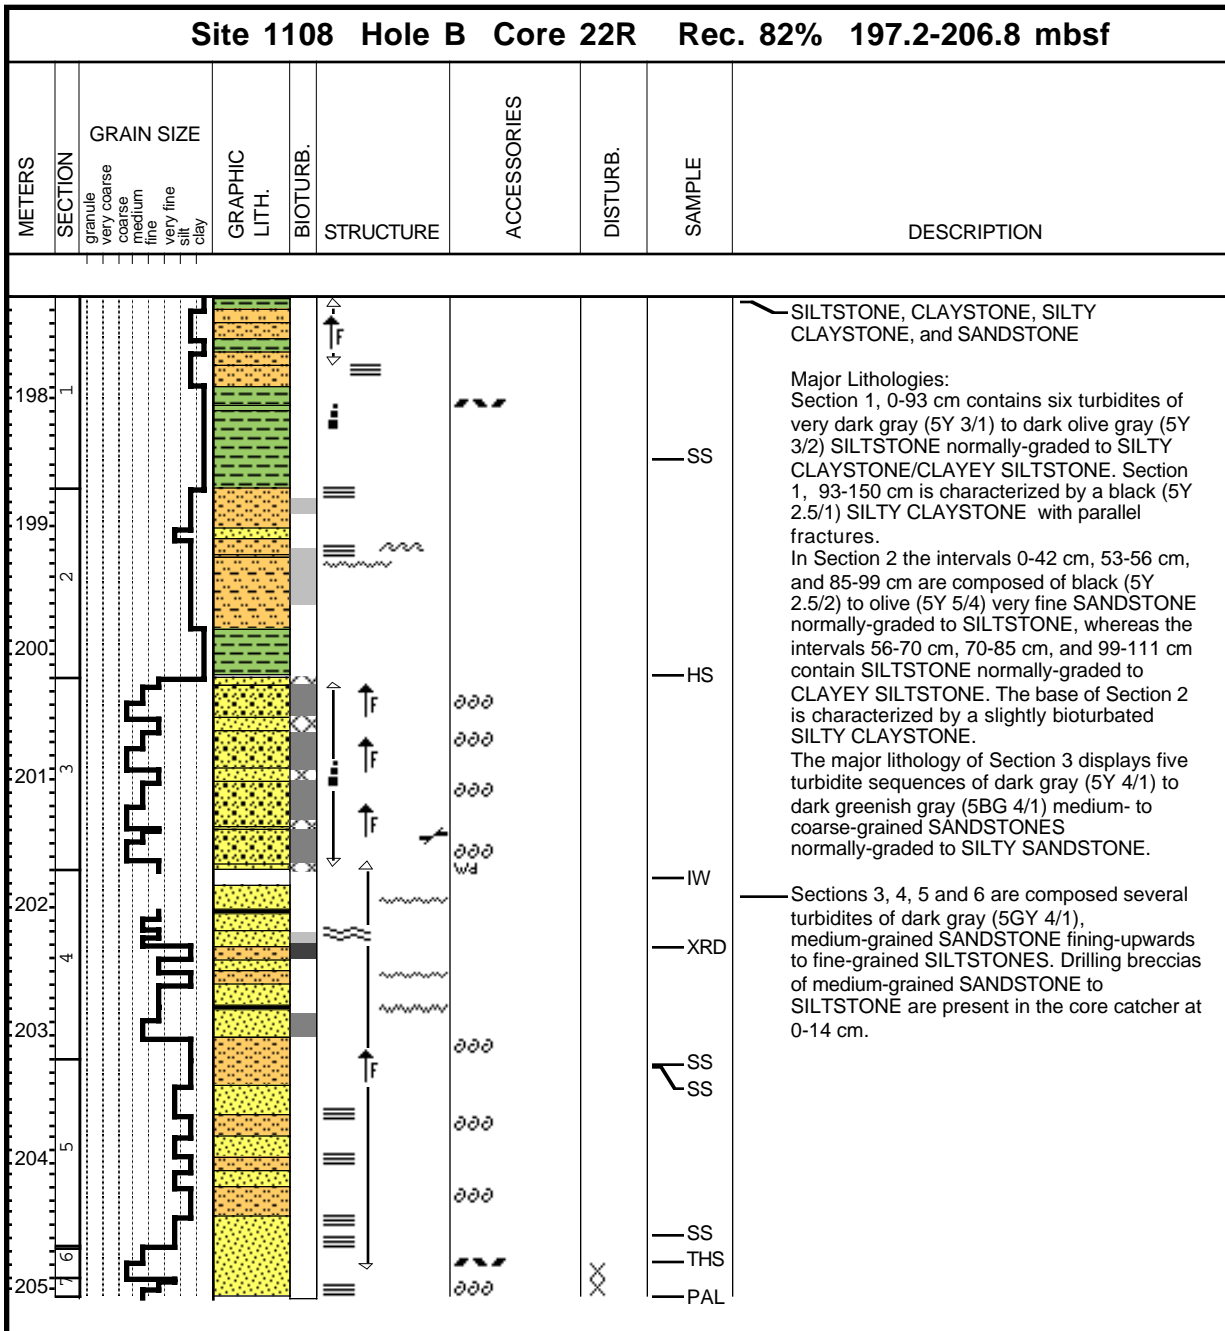 Site 1108 Hole B Core 22R Rec. 82% 197.2-206.8 mbsf
METERS
SECTION
GRAIN SIZE
granule
very coarse
coarse
medium
fine
very fine
silt
clay
GRAPHIC
LITH.
BIOTURB.
STRUCTURE
ACCESSORIES
DISTURB.
SAMPLE
DESCRIPTION
198
199
200
201
202
203
204
205
1
2
3
4
5
6
7
F
F
F
F
F
Wd
SS
HS
IW
XRD
SS
SS
SS
THS
PAL
SILTSTONE, CLAYSTONE, SILTY
CLAYSTONE, and SANDSTONE
Major Lithologies:
Section 1, 0-93 cm contains six turbidites of
very dark gray (5Y 3/1) to dark olive gray (5Y
3/2) SILTSTONE normally-graded to SILTY
CLAYSTONE/CLAYEY SILTSTONE. Section
1, 93-150 cm is characterized by a black (5Y
2.5/1) SILTY CLAYSTONE with parallel
fractures.
In Section 2 the intervals 0-42 cm, 53-56 cm,
and 85-99 cm are composed of black (5Y
2.5/2) to olive (5Y 5/4) very fine SANDSTONE
normally-graded to SILTSTONE, whereas the
intervals 56-70 cm, 70-85 cm, and 99-111 cm
contain SILTSTONE normally-graded to
CLAYEY SILTSTONE. The base of Section 2
is characterized by a slightly bioturbated
SILTY CLAYSTONE.
The major lithology of Section 3 displays five
turbidite sequences of dark gray (5Y 4/1) to
dark greenish gray (5BG 4/1) medium- to
coarse-grained SANDSTONES
normally-graded to SILTY SANDSTONE.
Sections 3, 4, 5 and 6 are composed several
turbidites of dark gray (5GY 4/1),
medium-grained SANDSTONE fining-upwards
to fine-grained SILTSTONES. Drilling breccias
of medium-grained SANDSTONE to
SILTSTONE are present in the core catcher at
0-14 cm.